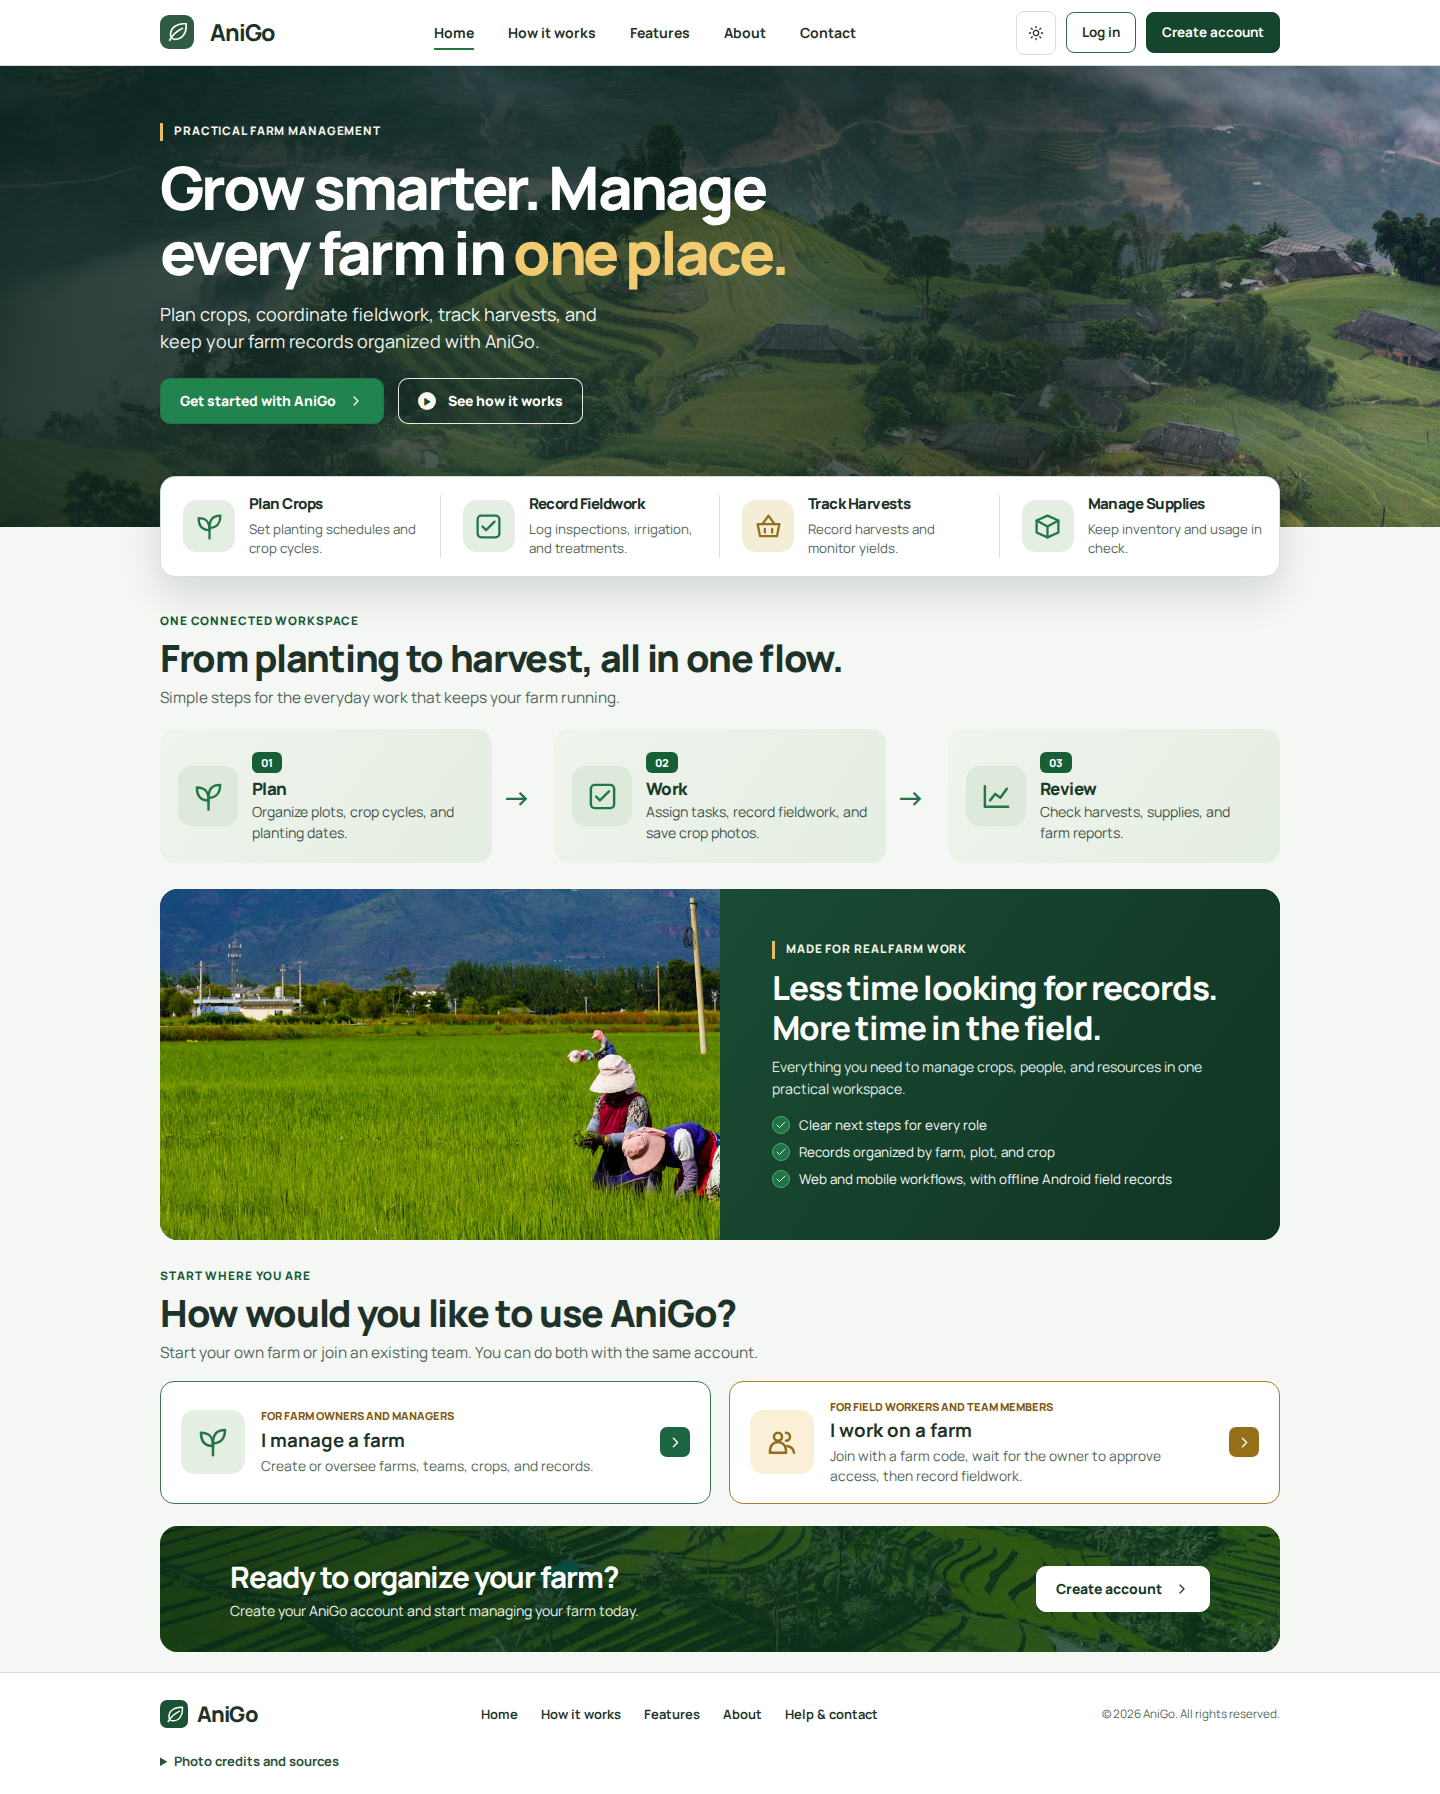 AniGo
Home
How it works
Features
About
Contact
Log in
Create account
PRACTICAL FARM MANAGEMENT
Grow smarter. Manage
every farm in one place.
Plan crops, coordinate fieldwork, track harvests, and
keep your farm records organized with AniGo.
Get started with AniGo
See how it works
Plan Crops
Set planting schedules and
crop cycles.
Record Fieldwork
Log inspections, irrigation,
and treatments.
Track Harvests
Record harvests and
monitor yields.
Manage Supplies
Keep inventory and usage in
check.
ONE CONNECTED WORKSPACE
From planting to harvest, all in one flow.
Simple steps for the everyday work that keeps your farm running.
01
Plan
Organize plots, crop cycles, and
planting dates.
02
Work
Assign tasks, record fieldwork, and
save crop photos.
03
Review
Check harvests, supplies, and
farm reports.
MADE FOR REAL FARM WORK
Less time looking for records.
More time in the field.
Everything you need to manage crops, people, and resources in one
practical workspace.
Clear next steps for every role
Records organized by farm, plot, and crop
Web and mobile workflows, with offline Android field records
START WHERE YOU ARE
How would you like to use AniGo?
Start your own farm or join an existing team. You can do both with the same account.
FOR FARM OWNERS AND MANAGERS
I manage a farm
Create or oversee farms, teams, crops, and records.
FOR FIELD WORKERS AND TEAM MEMBERS
I work on a farm
Join with a farm code, wait for the owner to approve
access, then record fieldwork.
Ready to organize your farm?
Create your AniGo account and start managing your farm today.
Create account
AniGo
Home
How it works
Features
About
Help & contact
© 2026 AniGo. All rights reserved.
Photo credits and sources